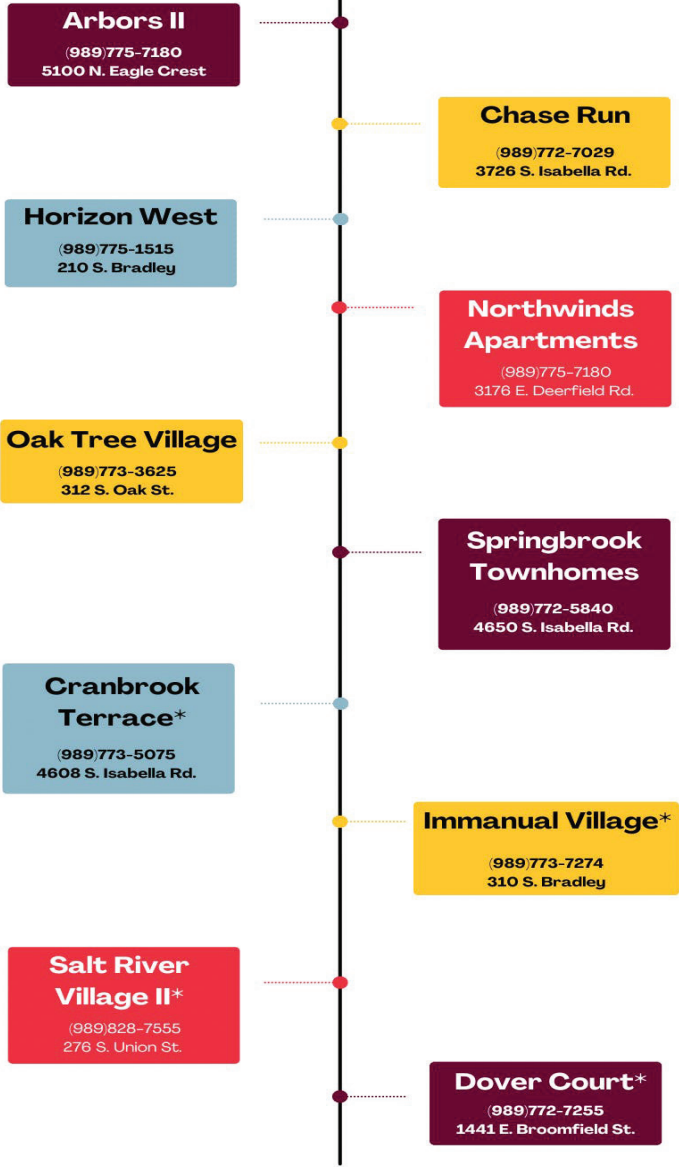 Arbors II
(989)775-7180
5100 N. Eagle Crest
Chase Run
(989)772-7029
3726 S. Isabella Rd.
Horizon West
(989)775-1515
210 S. Bradley
Northwinds
Apartments
(989)775-7180
3176 E. Deerfield Rd.
Oak Tree Village
(989)773-3625
312 S. Oak St.
Springbrook
Townhomes
(989)772-5840
4650 S. Isabella Rd.
Cranbrook
Terrace*
(989)773-5075
4608 S. Isabella Rd.
Immanual Village*
(989)773-7274
310 S. Bradley
Salt River
Village II*
(989)828-7555
276 S. Union St.
Dover Court*
(989)772-7255
1441 E. Broomfield St.